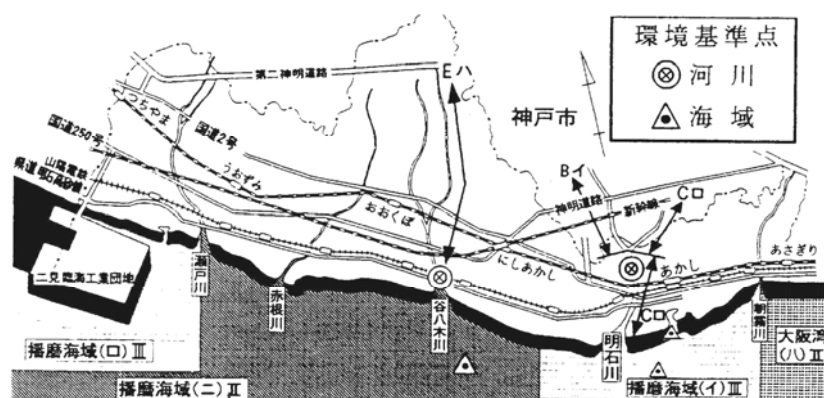 環境基準点
河川
海域
Eハ
第二神明道路
神戸市
つちやま
国道2号
国道250号
うおずみ
Bイ
Cロ
山陽電鉄
神明道路
新幹線
おおくぼ
あさぎり
にしあかし
あかし
二見臨海工業団地
瀬戸川
赤根川
谷八木川
Cロ
明石川
朝霧川
播磨海域(ロ)Ⅲ
大阪湾
(ハ)Ⅱ
播磨海域(ニ)Ⅱ
播磨海域(イ)Ⅲ